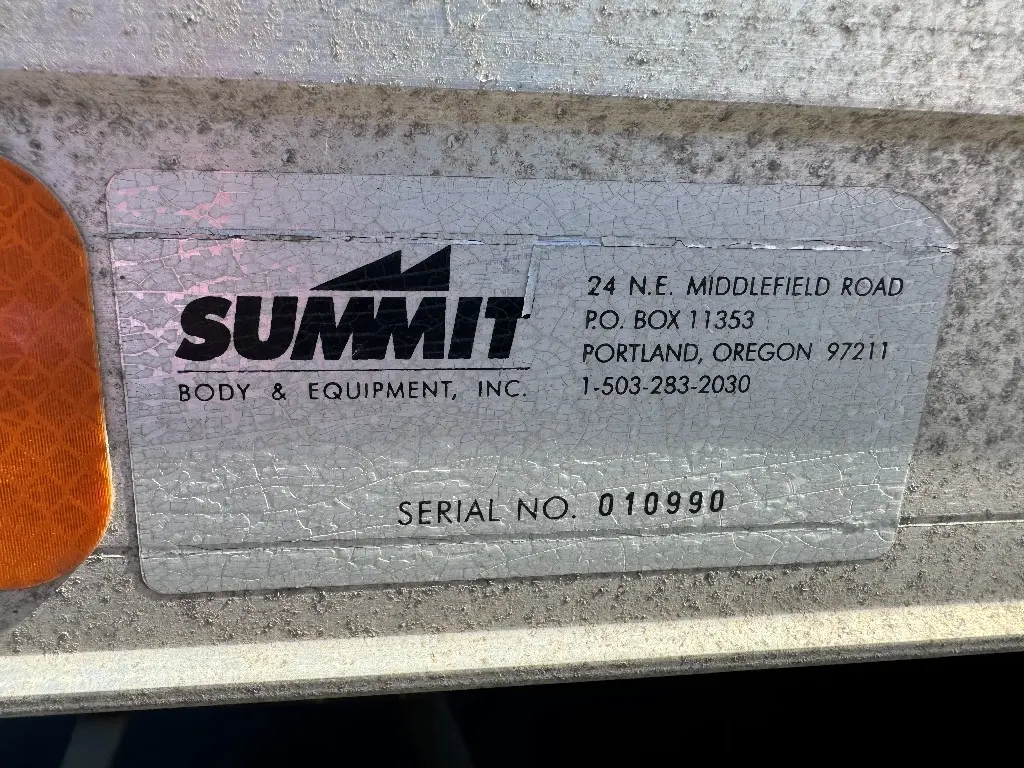 SUMMIT
BODY & EQUIPMENT, INC.
24 N.E. MIDDLEFIELD ROAD
P.O. BOX 11353
PORTLAND, OREGON 97211
1-503-283-2030
SERIAL NO. 010990